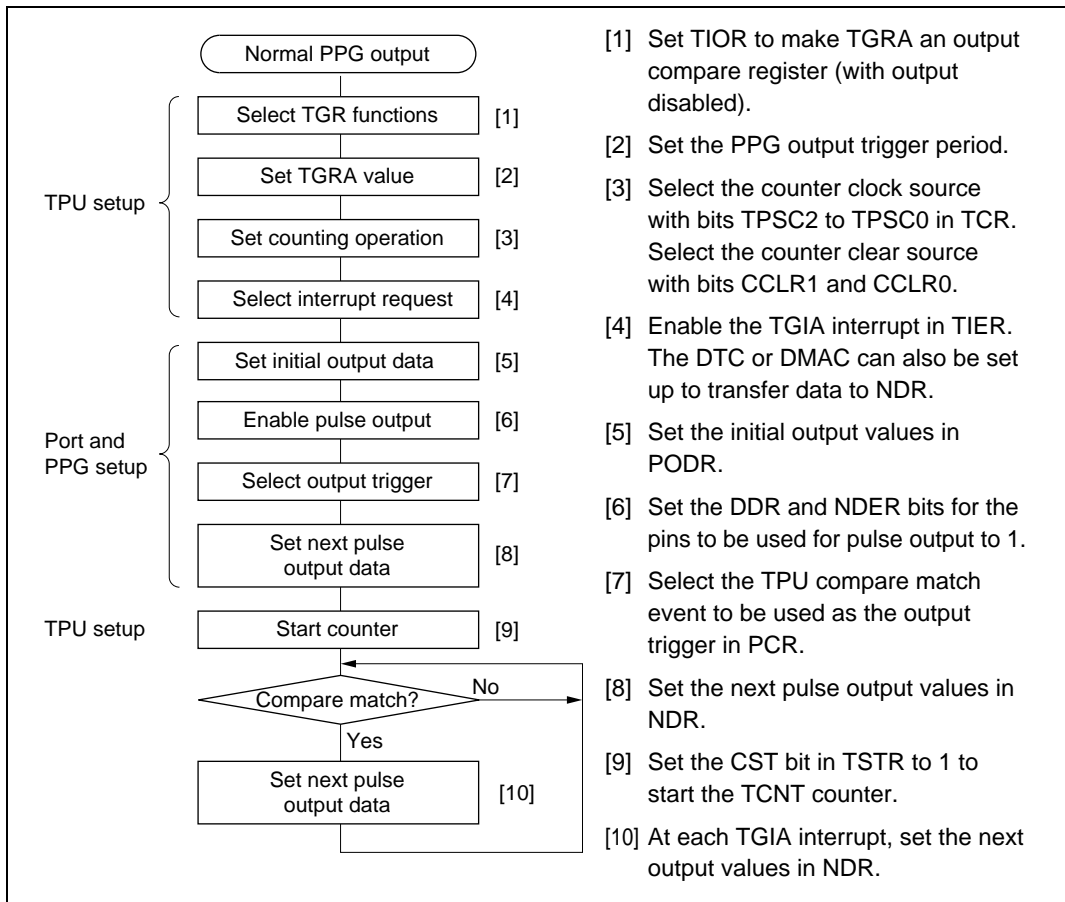 Normal PPG output
Select TGR functions [1]
Set TGRA value [2]
TPU setup
Set counting operation [3]
Select interrupt request [4]
Set initial output data [5]
Enable pulse output [6]
Port and
PPG setup
Select output trigger [7]
Set next pulse
output data
[8]
TPU setup
Start counter [9]
Compare match?
No
Yes
Set next pulse
output data
[10]
[1] Set TIOR to make TGRA an output
compare register (with output
disabled).
[2] Set the PPG output trigger period.
[3] Select the counter clock source
with bits TPSC2 to TPSC0 in TCR.
Select the counter clear source
with bits CCLR1 and CCLR0.
[4] Enable the TGIA interrupt in TIER.
The DTC or DMAC can also be set
up to transfer data to NDR.
[5] Set the initial output values in
PODR.
[6] Set the DDR and NDER bits for the
pins to be used for pulse output to 1.
[7] Select the TPU compare match
event to be used as the output
trigger in PCR.
[8] Set the next pulse output values in
NDR.
[9] Set the CST bit in TSTR to 1 to
start the TCNT counter.
[10] At each TGIA interrupt, set the next
output values in NDR.